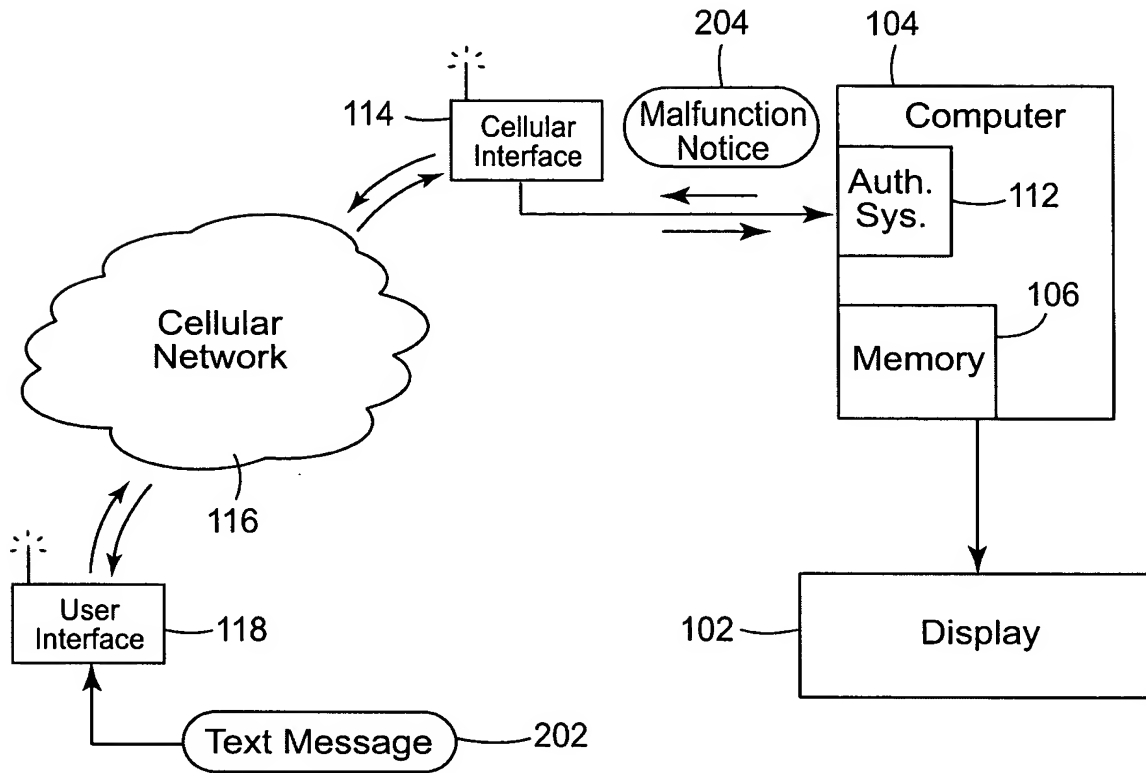 204
104
114
Cellular
Interface
Malfunction
Notice
Computer
Auth.
Sys.
112
Cellular
Network
106
Memory
116
User
Interface
118
102
Display
Text Message
202